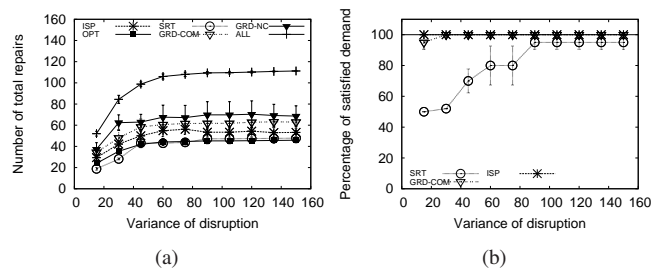 ISP SRT GRD-NC
OPT GRD-COM ALL
Number of total repairs
160
140
120
100
80
60
40
20
0
0 20 40 60 80 100 120 140 160
Variance of disruption
(a)
Percentage of satisfied demand
100
80
60
40
20
0
SRT ISP
GRD-COM
0 20 40 60 80 100 120 140 160
Variance of disruption
(b)